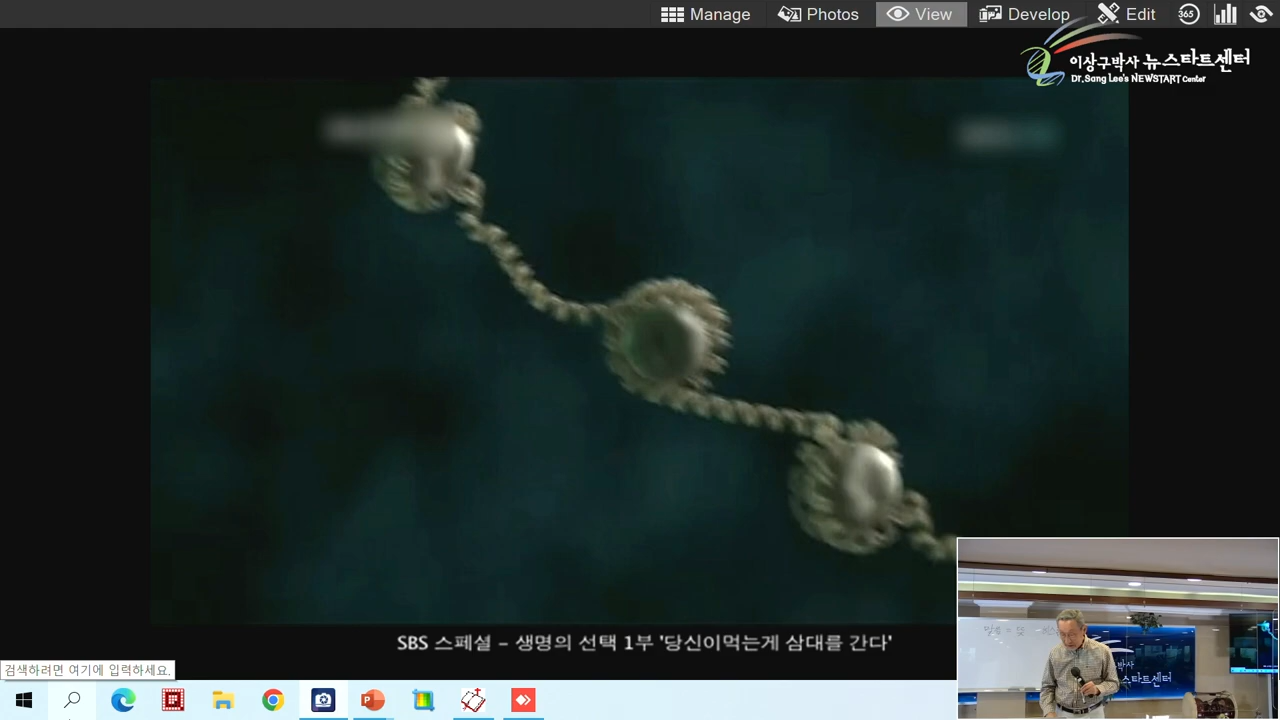 Manage
Photos
View
Develop
Edit
365
이상구박사 뉴스타트센터
Dr.Sang Lee's NEWSTART Center
SBS 스페셜 – 생명의 선택 1부 '당신이먹는게 삼대를 간다'
검색하려면 여기에 입력하세요.